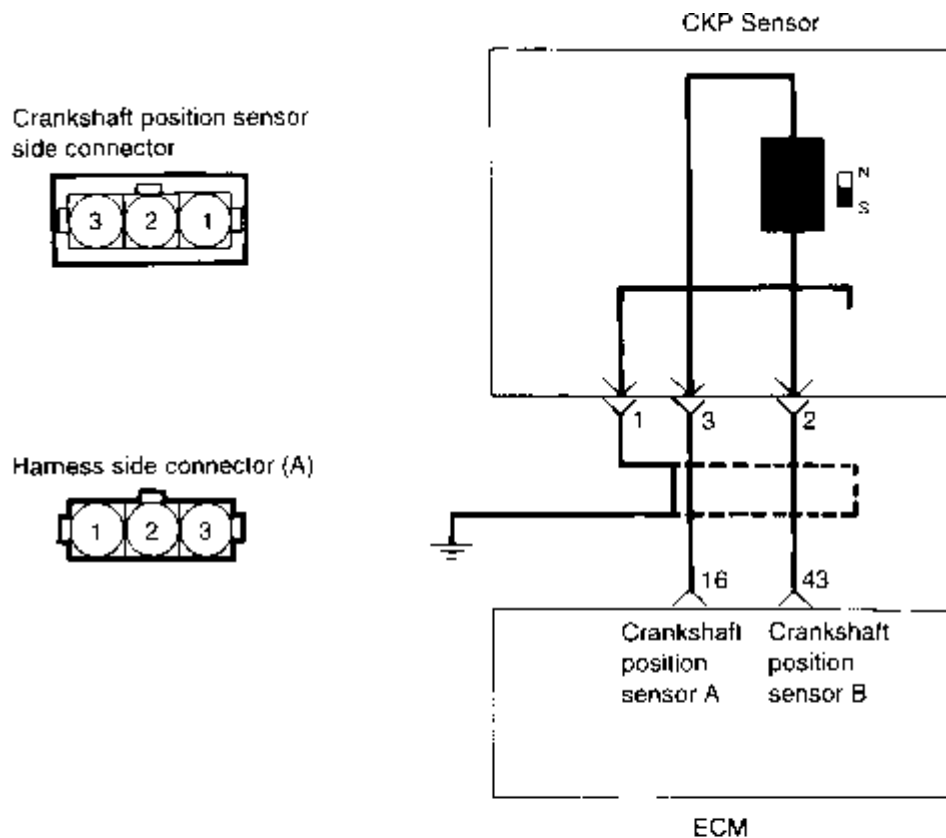 CKP Sensor
Crankshaft position sensor
side connector
3 2 1
N
S
1 3 2
Harness side connector (A)
1 2 3
16 43
Crankshaft
position
sensor A
Crankshaft
position
sensor B
ECM